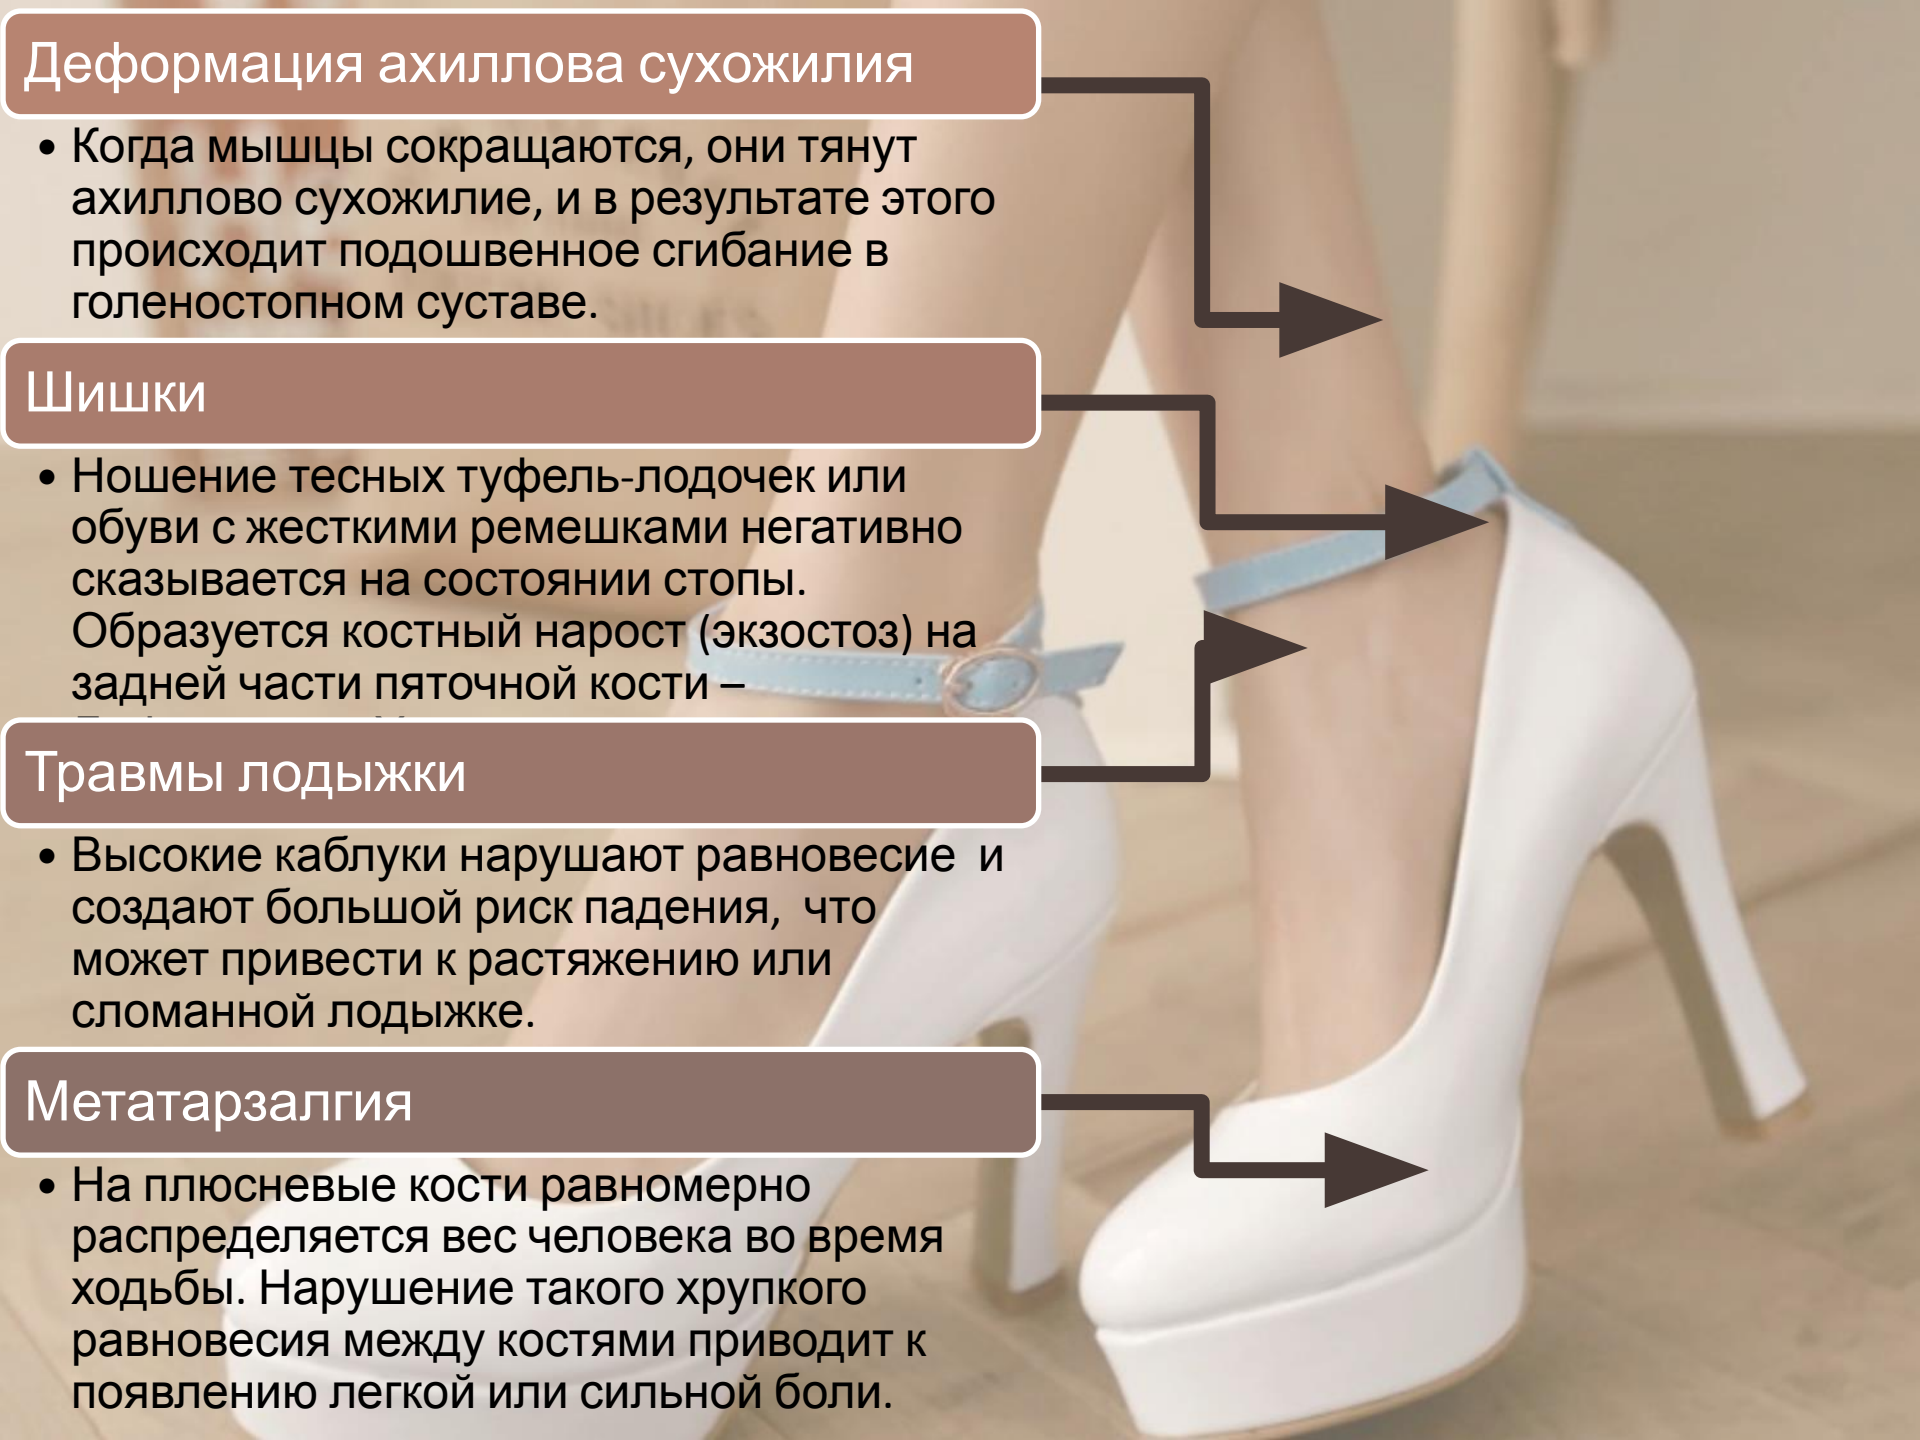 Деформация ахиллова сухожилия
• Когда мышцы сокращаются, они тянут
ахиллово сухожилие, и в результате этого
происходит подошвенное сгибание в
голеностопном суставе.
Шишки
• Ношение тесных туфель-лодочек или
обуви с жесткими ремешками негативно
сказывается на состоянии стопы.
Образуется костный нарост (экзостоз) на
задней части пяточной кости –
Травмы лодыжки
• Высокие каблуки нарушают равновесие  и
создают большой риск падения,  что
может привести к растяжению или
сломанной лодыжке.
Метатарзалгия
• На плюсневые кости равномерно
распределяется вес человека во время
ходьбы. Нарушение такого хрупкого
равновесия между костями приводит к
появлению легкой или сильной боли.